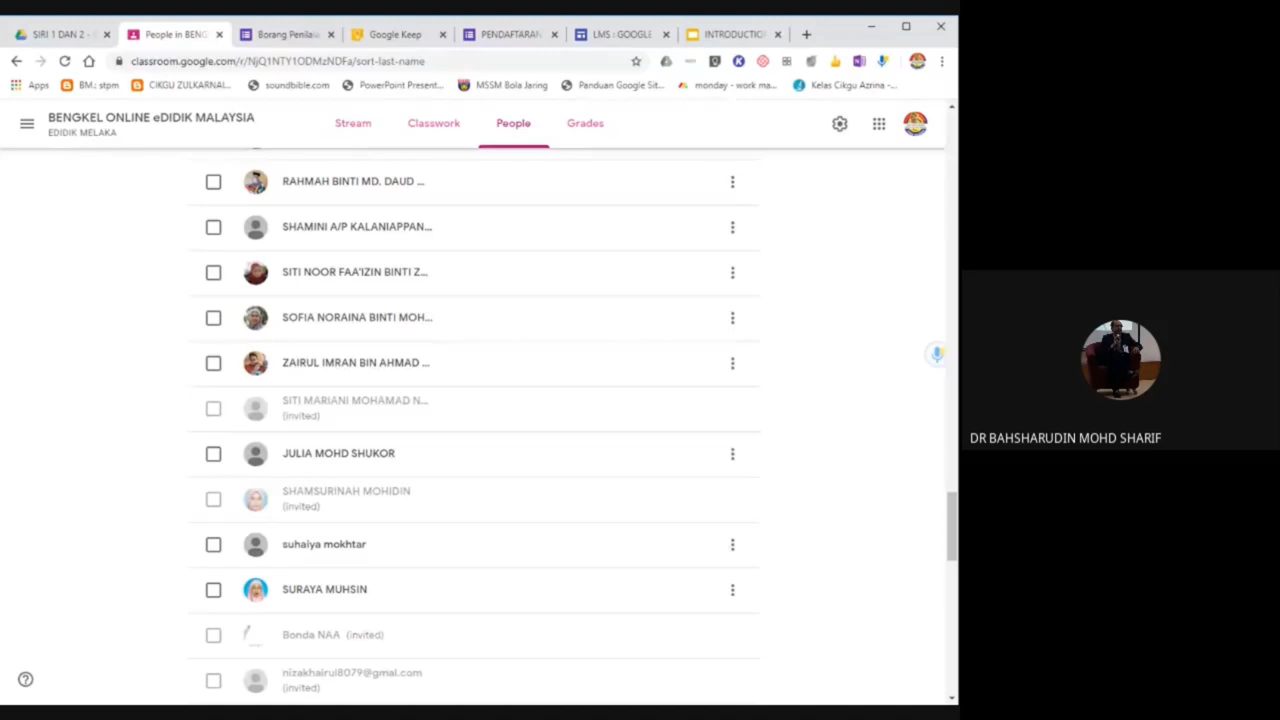 SIRI 1 DAN 2 -
People in BENG
Borang Penilaia
Google Keep
PENDAFTARAN
LMS : GOOGLE
INTRODUCTIO
classroom.google.com/r/NjQ1NTY1ODMzNDFa/sort-last-name
Apps
BM.: stpm
CIKGU ZULKARNAI...
soundbible.com
PowerPoint Present...
MSSM Bola Jaring
Panduan Google Sit...
monday - work ma...
Kelas Cikgu Azrina -...
BENGKEL ONLINE eDIDIK MALAYSIA
EDIDIK MELAKA
Stream
Classwork
People
Grades
RAHMAH BINTI MD. DAUD ...
SHAMINI A/P KALANIAPPAN...
SITI NOOR FAA'IZIN BINTI Z...
SOFIA NORAINA BINTI MOH...
ZAIRUL IMRAN BIN AHMAD ...
SITI MARIANI MOHAMAD N...
(invited)
JULIA MOHD SHUKOR
SHAMSURINAH MOHIDIN
(invited)
suhaiya mokhtar
SURAYA MUHSIN
Bonda NAA (invited)
nizakhairul8079@gmal.com
(invited)
DR BAHSHARUDIN MOHD SHARIF